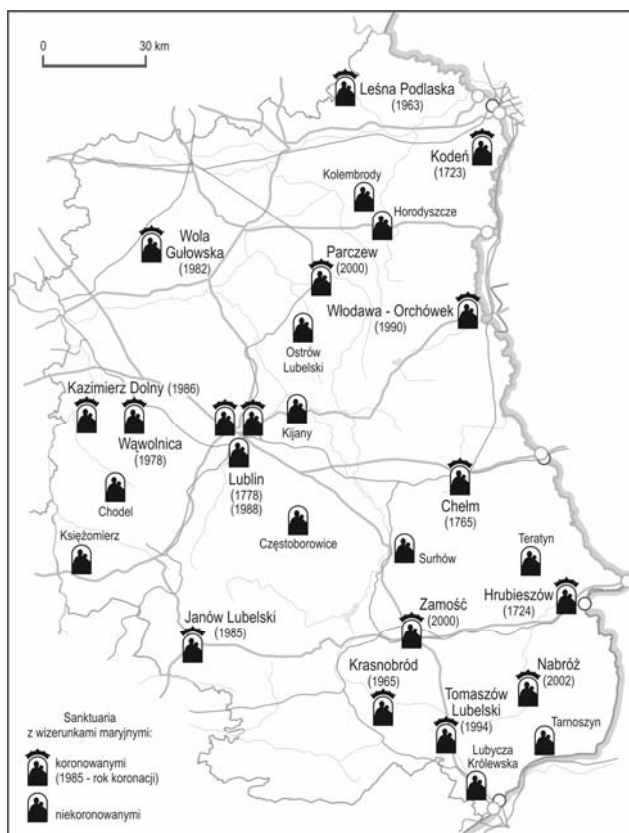 0 30 km
Leśna Podlaska
(1963)
Kodeń
(1723)
Kolembrody
Horodyszcze
Wola
Gułowska
(1982)
Parczew
(2000)
Włodawa - Orchówek
(1990)
Ostrów
Lubelski
Kazimierz Dolny (1986)
Wąwolnica
(1978)
Kijany
Lublin
(1778)
(1988)
Chełm
(1765)
Chodel
Częstoborowice
Księżomierz
Surhów
Teratyn
Hrubieszów
(1724)
Zamość
(2000)
Janów Lubelski
(1985)
Krasnobród
(1965)
Nabróż
(2002)
Tomaszów
Lubelski
(1994)
Tarnoszyn
Lubycza
Królewska
Sanktuaria
z wizerunkami maryjnymi:
koronowanymi
(1985 - rok koronacji)
niekoronowanymi